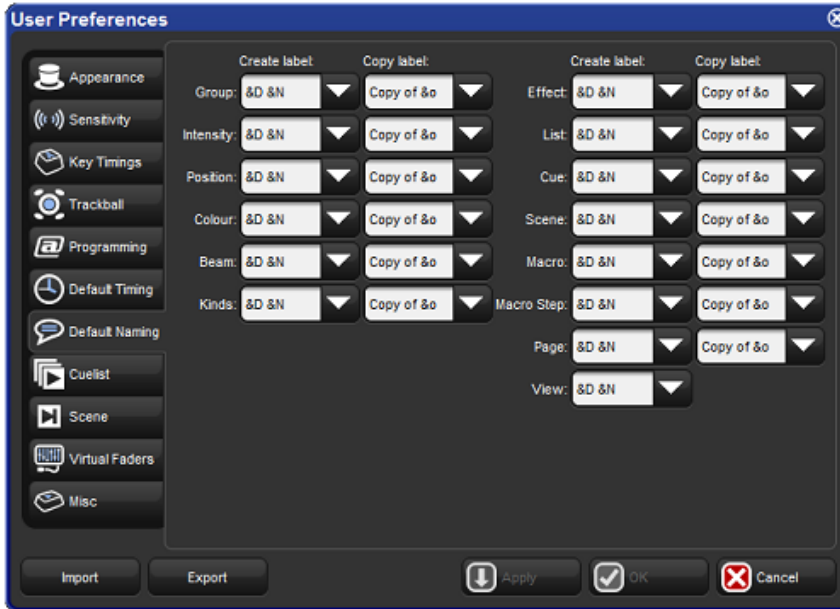 User Preferences
Appearance
Sensitivity
Key Timings
Trackball
Programming
Default Timing
Default Naming
Cuelist
Scene
Virtual Faders
Misc
Create label: Copy label: Create label: Copy label:
Group: &D &N Copy of &o Effect: &D &N Copy of &o
Intensity: &D &N Copy of &o List: &D &N Copy of &o
Position: &D &N Copy of &o Cue: &D &N Copy of &o
Colour: &D &N Copy of &o Scene: &D &N Copy of &o
Beam: &D &N Copy of &o Macro: &D &N Copy of &o
Kinds: &D &N Copy of &o Macro Step: &D &N Copy of &o
Page: &D &N Copy of &o
View: &D &N
Import Export Apply OK Cancel